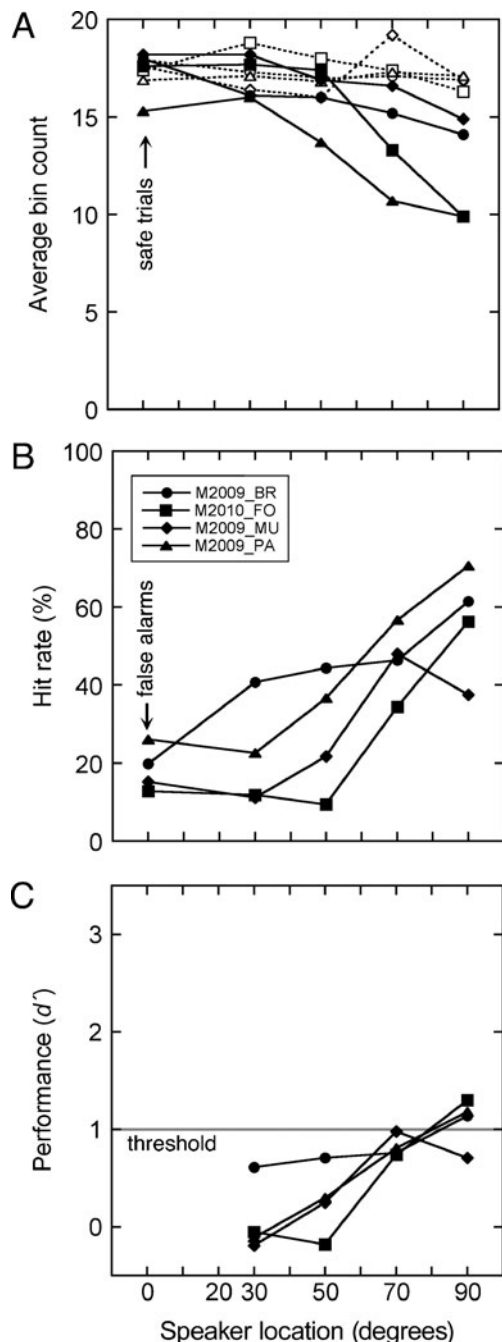 A
20
15
10
5
0
Average bin count
safe trials
B
100
80
60
40
20
0
Hit rate (%)
M2009_BR
M2010_FO
M2009_MU
M2009_PA
false alarms
C
3
2
1
0
Performance (d´)
threshold
0 20 30 50 70 90
Speaker location (degrees)